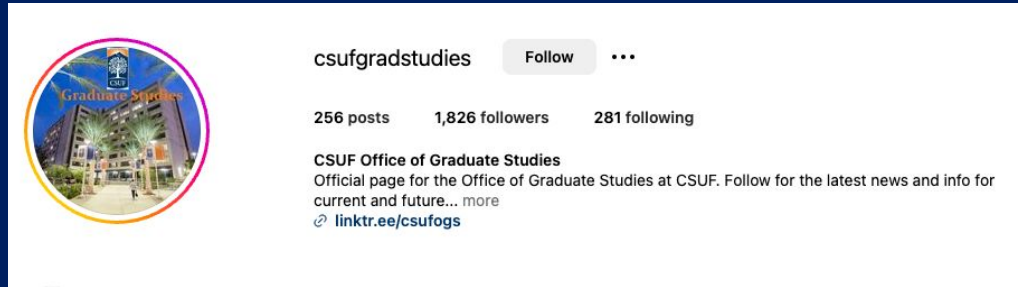 CSUF
Graduate Studies
csufgradstudies Follow
256 posts 1,826 followers 281 following
CSUF Office of Graduate Studies
Official page for the Office of Graduate Studies at CSUF. Follow for the latest news and info for
current and future... more
linktr.ee/csufogs